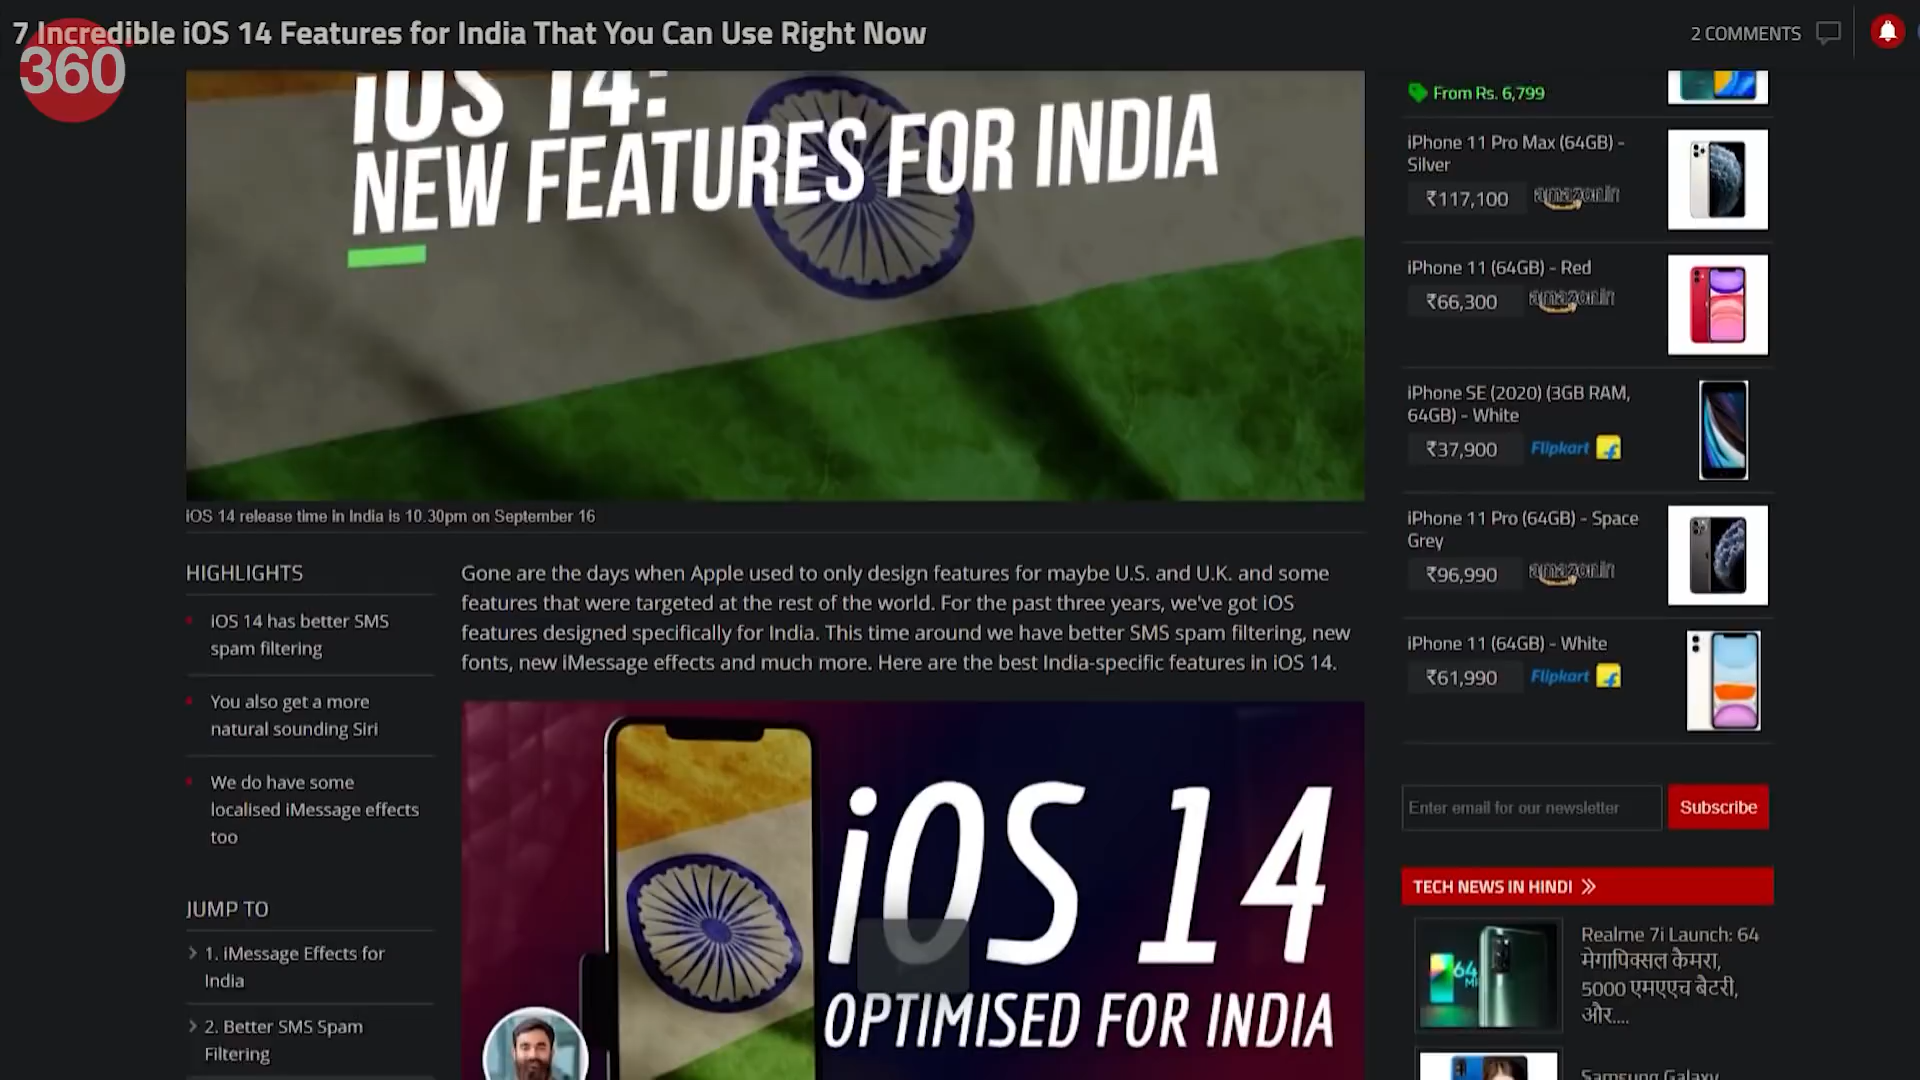 7 Incredible iOS 14 Features for India That You Can Use Right Now
2 COMMENTS
360
iOS 14:
NEW FEATURES FOR INDIA
iOS 14 release time in India is 10.30pm on September 16
HIGHLIGHTS
iOS 14 has better SMS
spam filtering
You also get a more
natural sounding Siri
We do have some
localised iMessage effects
too
JUMP TO
1. iMessage Effects for
India
2. Better SMS Spam
Filtering
Gone are the days when Apple used to only design features for maybe U.S. and U.K. and some
features that were targeted at the rest of the world. For the past three years, we've got iOS
features designed specifically for India. This time around we have better SMS spam filtering, new
fonts, new iMessage effects and much more. Here are the best India-specific features in iOS 14.
iOS 14
OPTIMISED FOR INDIA
From Rs. 6,799
iPhone 11 Pro Max (64GB) -
Silver
₹117,100 amazon.in
iPhone 11 (64GB) - Red
₹66,300 amazon.in
iPhone SE (2020) (3GB RAM,
64GB) - White
₹37,900 Flipkart
iPhone 11 Pro (64GB) - Space
Grey
₹96,990 amazon.in
iPhone 11 (64GB) - White
₹61,990 Flipkart
Enter email for our newsletter
Subscribe
TECH NEWS IN HINDI
64
Realme 7i Launch: 64
मेगापिक्सल कैमरा,
5000 एमएएच बैटरी,
और....
Samsung Galaxy